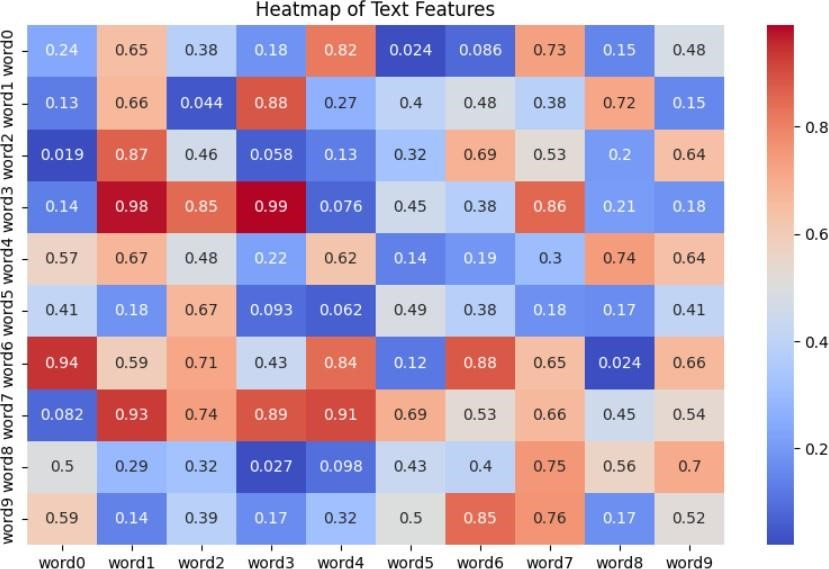 Heatmap of Text Features
word0 0.24 0.65 0.38 0.18 0.82 0.024 0.086 0.73 0.15 0.48
word1 0.13 0.66 0.044 0.88 0.27 0.4 0.48 0.38 0.72 0.15
word2 0.019 0.87 0.46 0.058 0.13 0.32 0.69 0.53 0.2 0.64
word3 0.14 0.98 0.85 0.99 0.076 0.45 0.38 0.86 0.21 0.18
word4 0.57 0.67 0.48 0.22 0.62 0.14 0.19 0.3 0.74 0.64
word5 0.41 0.18 0.67 0.093 0.062 0.49 0.38 0.18 0.17 0.41
word6 0.94 0.59 0.71 0.43 0.84 0.12 0.88 0.65 0.024 0.66
word7 0.082 0.93 0.74 0.89 0.91 0.69 0.53 0.66 0.45 0.54
word8 0.5 0.29 0.32 0.027 0.098 0.43 0.4 0.75 0.56 0.7
word9 0.59 0.14 0.39 0.17 0.32 0.5 0.85 0.76 0.17 0.52
word0 word1 word2 word3 word4 word5 word6 word7 word8 word9
0.8
0.6
0.4
0.2